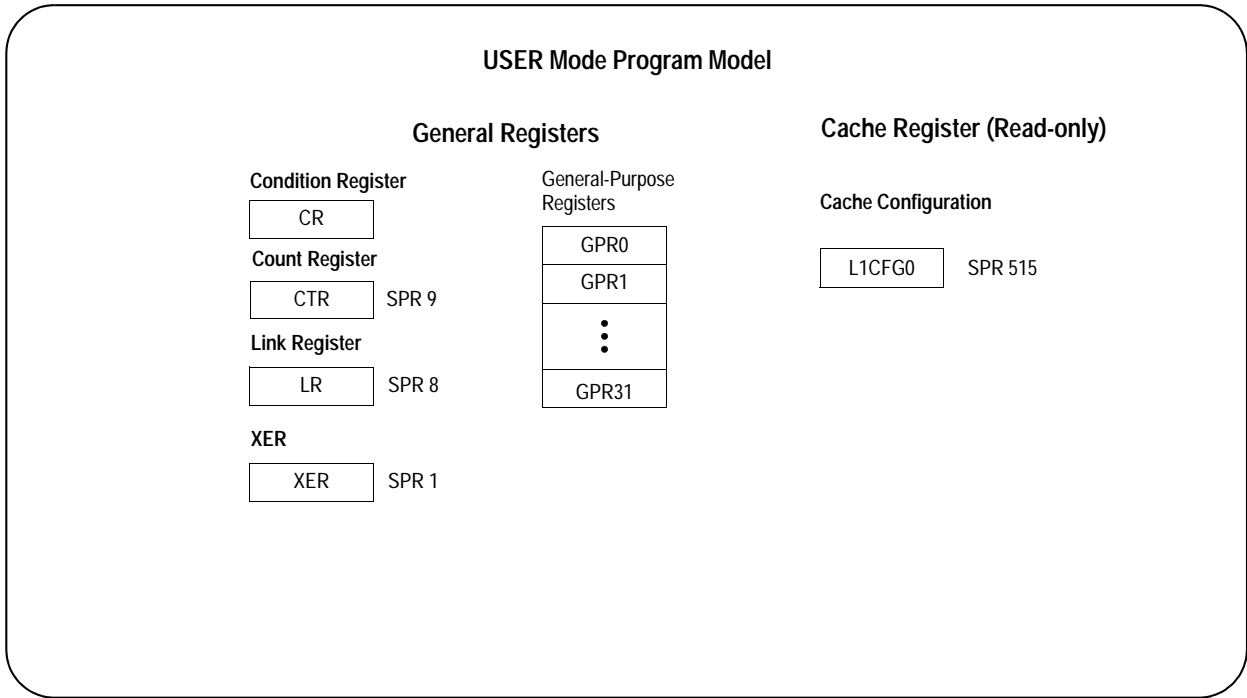 USER Mode Program Model
General Registers
Cache Register (Read-only)
Condition Register
CR
Count Register
CTR SPR 9
Link Register
LR SPR 8
XER
XER SPR 1
General-Purpose
Registers
GPR0
GPR1
GPR31
Cache Configuration
L1CFG0 SPR 515